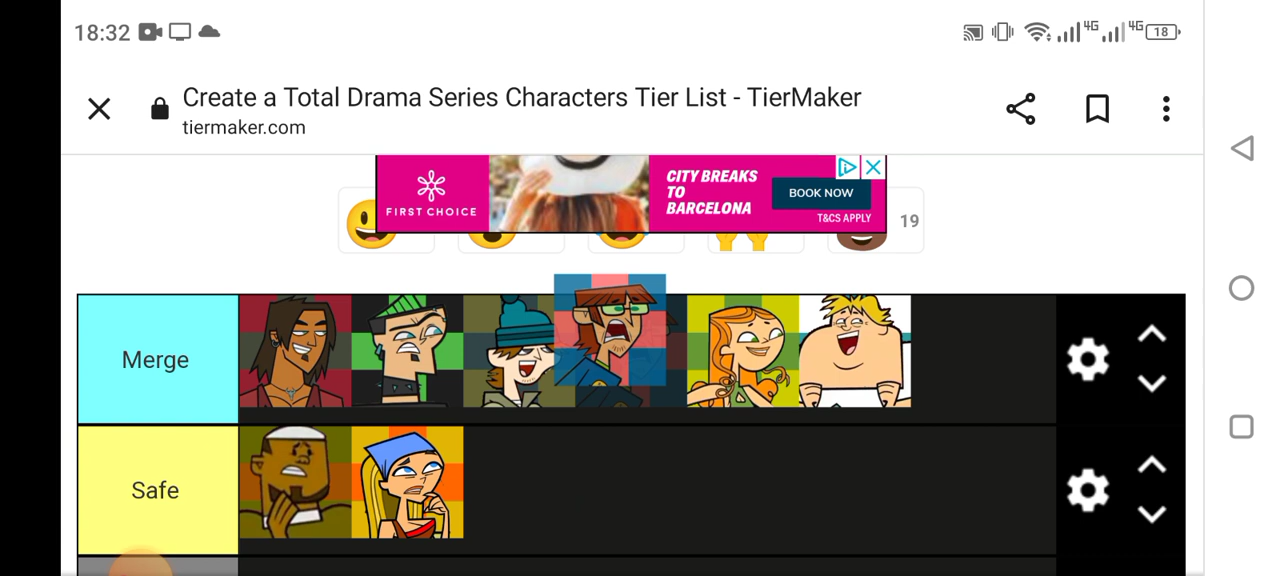 18:32
4G 4G 18
Create a Total Drama Series Characters Tier List - TierMaker
tiermaker.com
FIRST CHOICE
CITY BREAKS
TO
BARCELONA
BOOK NOW
T&CS APPLY
19
Merge
Safe